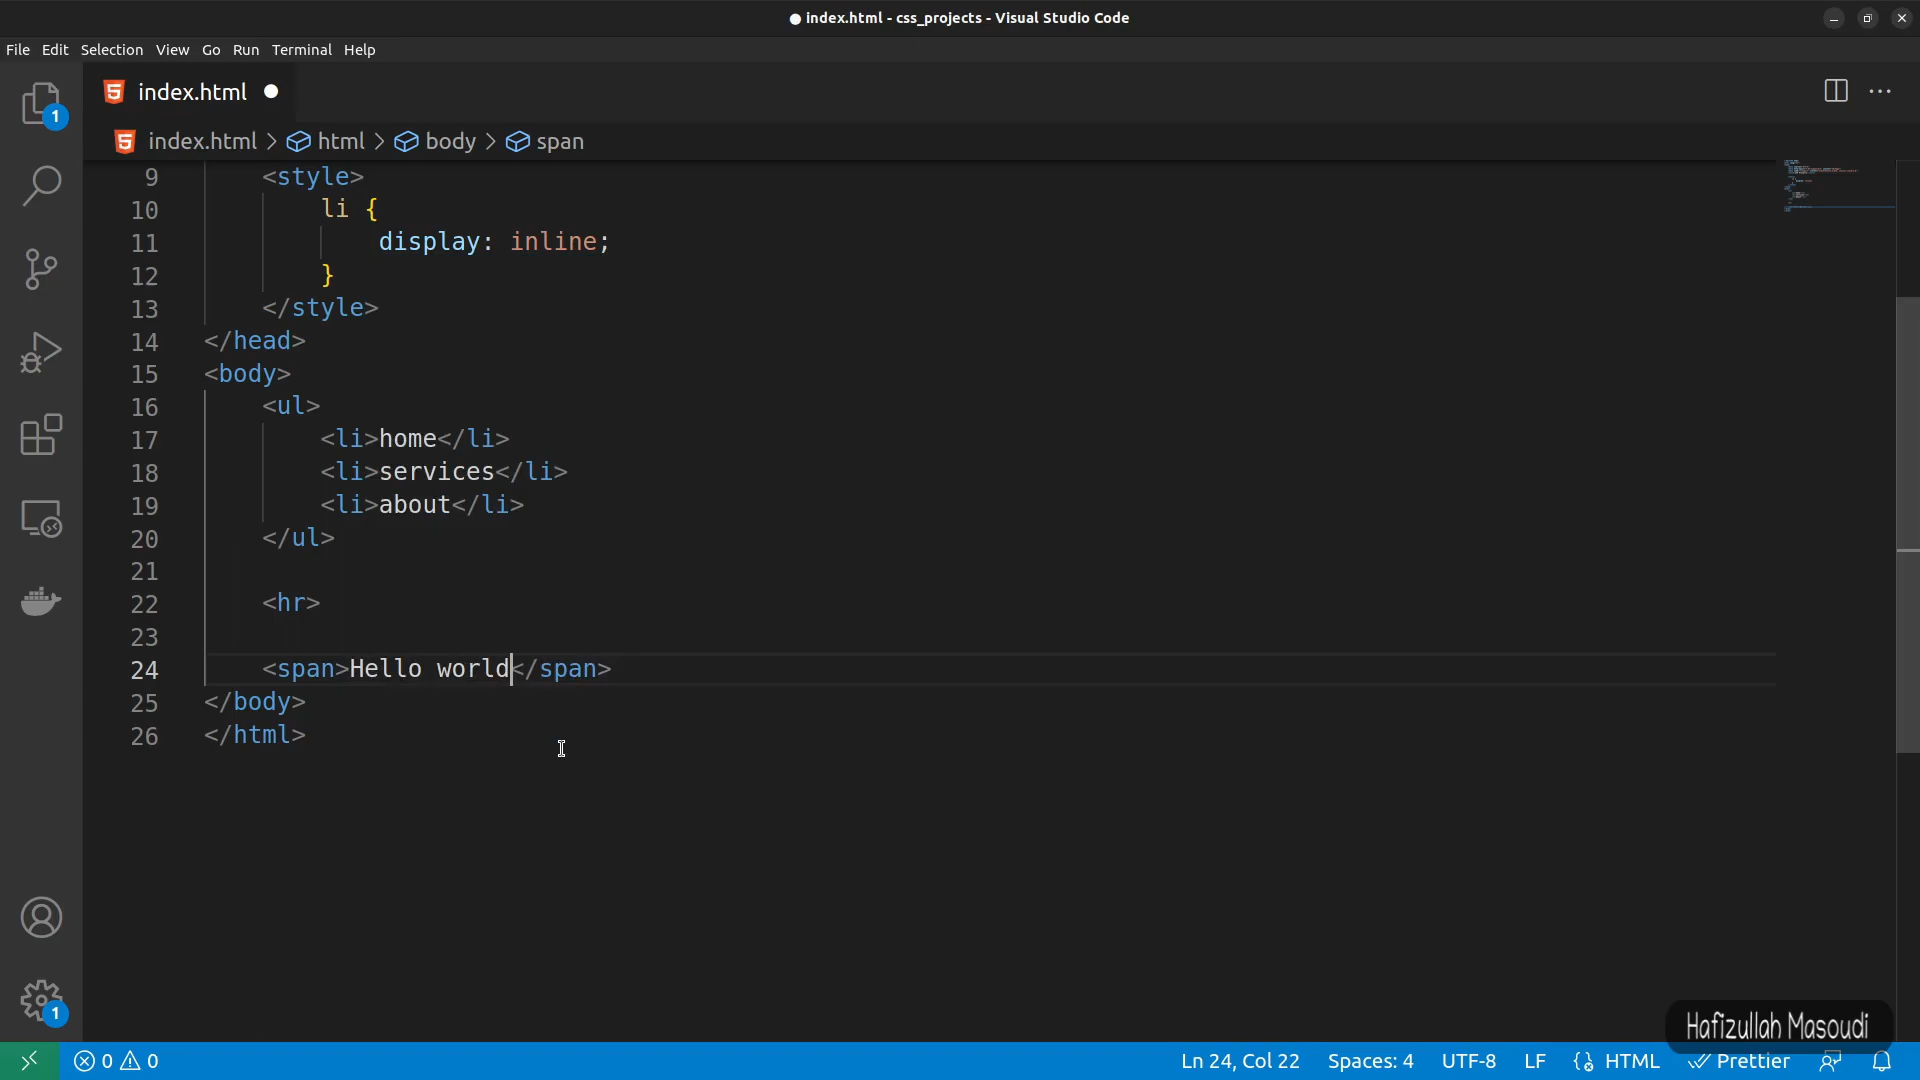 ● index.html - css_projects - Visual Studio Code
File Edit Selection View Go Run Terminal Help
index.html ●
1
index.html > html > body > span
9 <style>
10 li {
11 display: inline;
12 }
13 </style>
14 </head>
15 <body>
16 <ul>
17 <li>home</li>
18 <li>services</li>
19 <li>about</li>
20 </ul>
21
22 <hr>
23
24 <span>Hello world</span>
25 </body>
26 </html>
1
Hafizullah Masoudi
0 0 Ln 24, Col 22 Spaces: 4 UTF-8 LF HTML Prettier